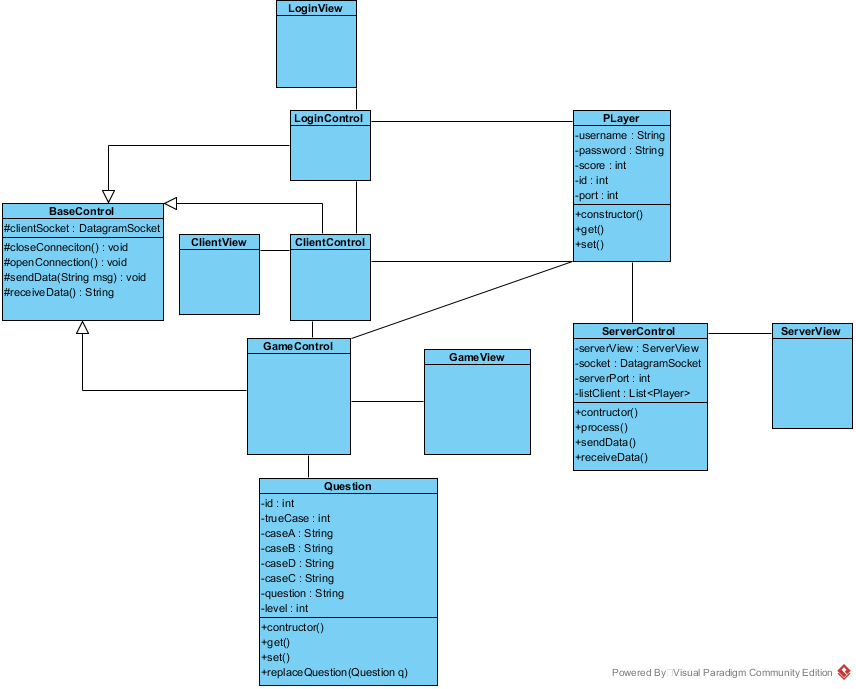 LoginView
LoginControl
PLayer
-username : String
-password : String
-score : int
-id : int
-port : int
+constructor()
+get()
+set()
BaseControl
#clientSocket : DatagramSocket
#closeConneciton() : void
#openConnection() : void
#sendData(String msg) : void
#receiveData() : String
ClientView
ClientControl
GameControl
GameView
ServerControl
-serverView : ServerView
-socket : DatagramSocket
-serverPort : int
-listClient : List<Player>
+contructor()
+process()
+sendData()
+receiveData()
ServerView
Question
-id : int
-trueCase : int
-caseA : String
-caseB : String
-caseD : String
-caseC : String
-question : String
-level : int
+contructor()
+get()
+set()
+replaceQuestion(Question q)
Powered By Visual Paradigm Community Edition